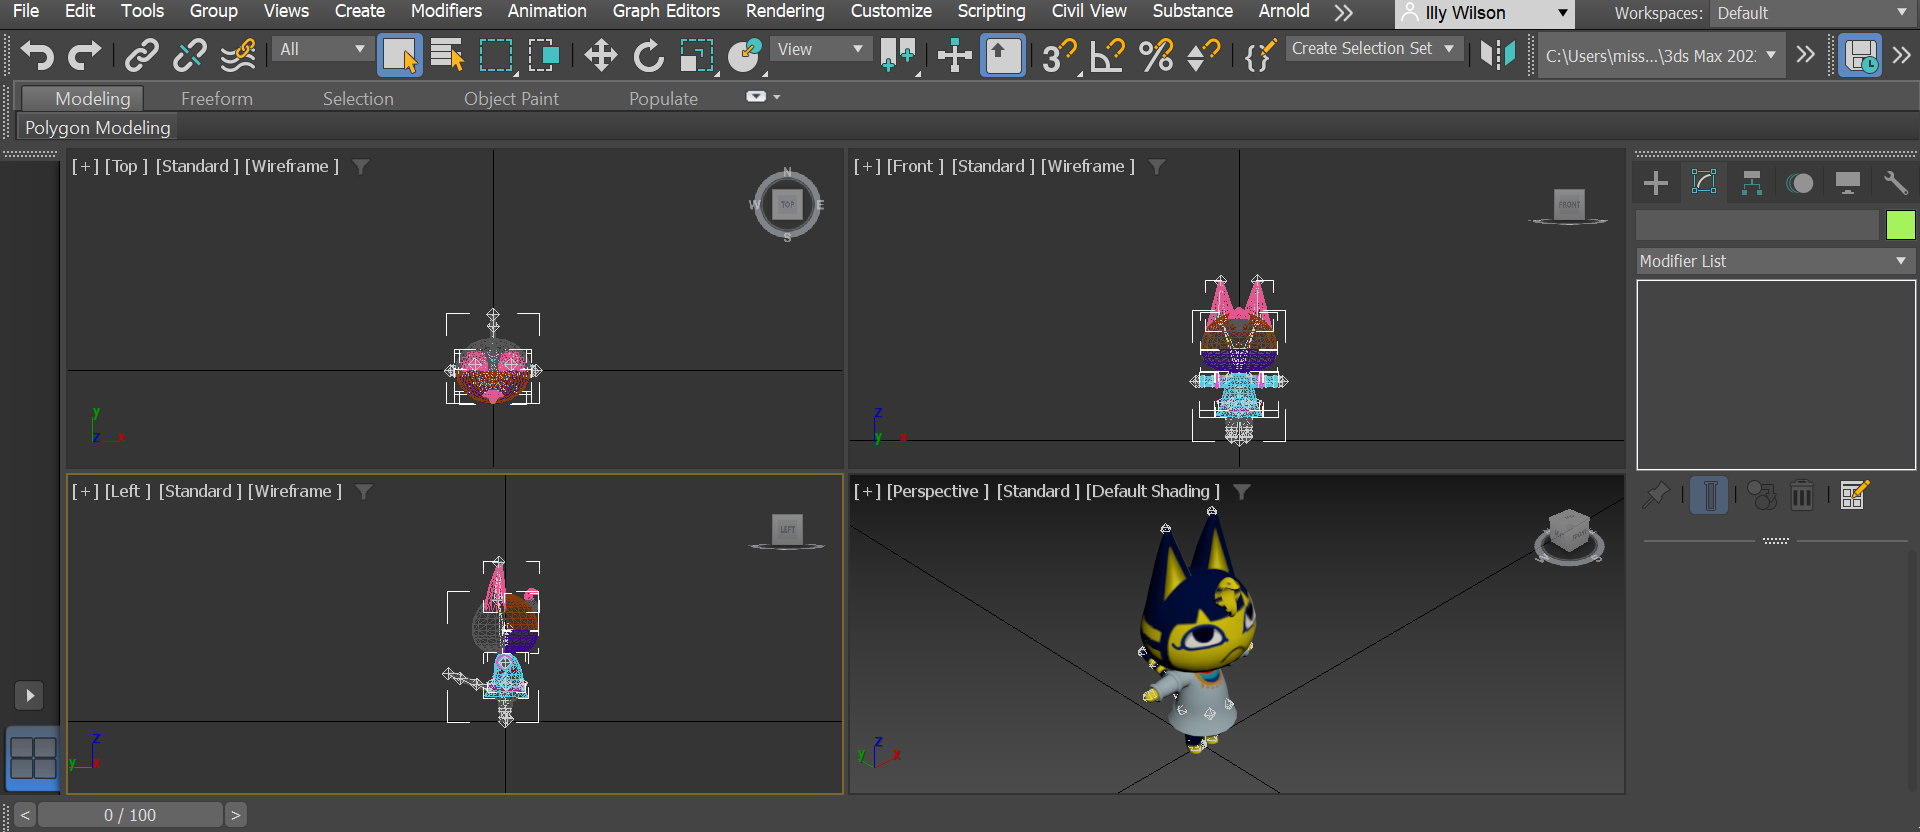 File Edit Tools Group Views Create Modifiers Animation Graph Editors Rendering Customize Scripting Civil View Substance Arnold Illy Wilson Workspaces: Default
All View 3 Create Selection Set C:\Users\miss...\3ds Max 202
Modeling Freeform Selection Object Paint Populate
Polygon Modeling
[+] [Top ] [Standard ] [Wireframe ]
N
W TOP E
S
y
z x
[+] [Front ] [Standard ] [Wireframe ]
FRONT
z
y x
Modifier List
[+] [Left ] [Standard ] [Wireframe ]
LEFT
z
y x
[+] [Perspective ] [Standard ] [Default Shading ]
z
y x
< 0 / 100 >